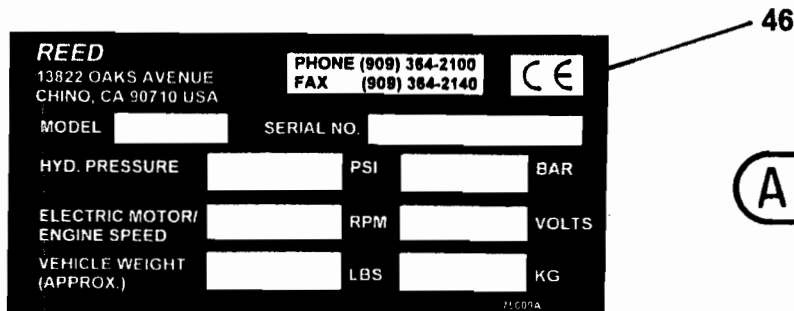 46
REED
13822 OAKS AVENUE
CHINO, CA 90710 USA
PHONE (909) 364-2100
FAX (909) 364-2140
CE
MODEL SERIAL NO.
HYD. PRESSURE PSI BAR
ELECTRIC MOTOR/
ENGINE SPEED RPM VOLTS
VEHICLE WEIGHT
(APPROX.) LBS KG
A